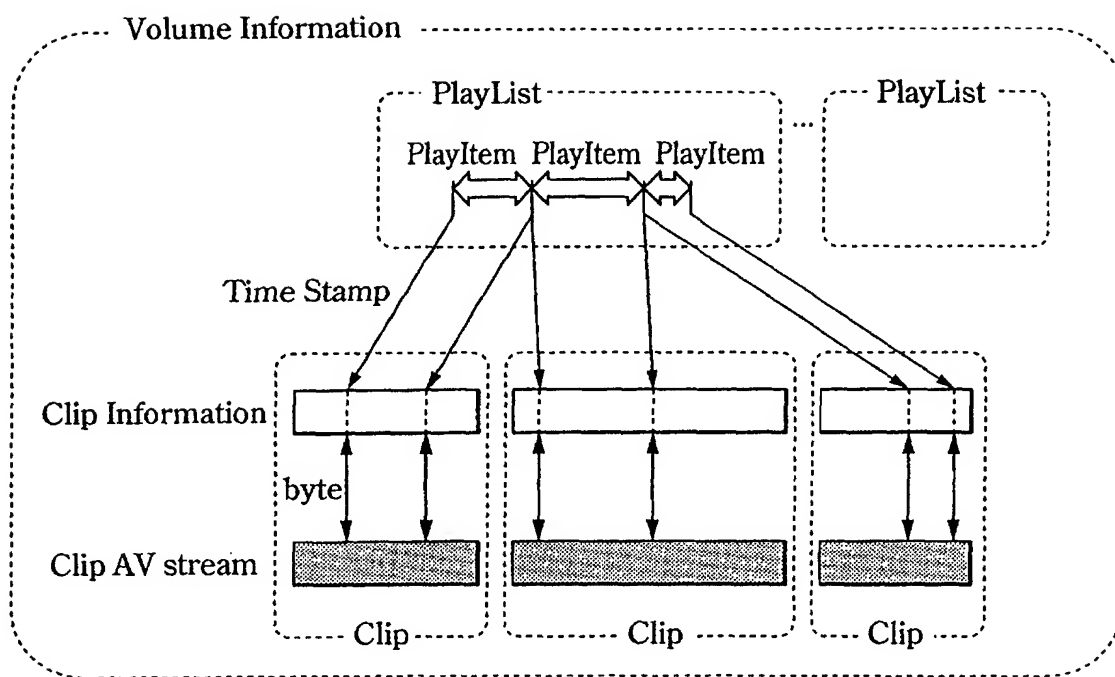 Volume Information
PlayList
PlayList
...
PlayItem PlayItem PlayItem
Time Stamp
Clip Information
byte
Clip AV stream
Clip
Clip
Clip